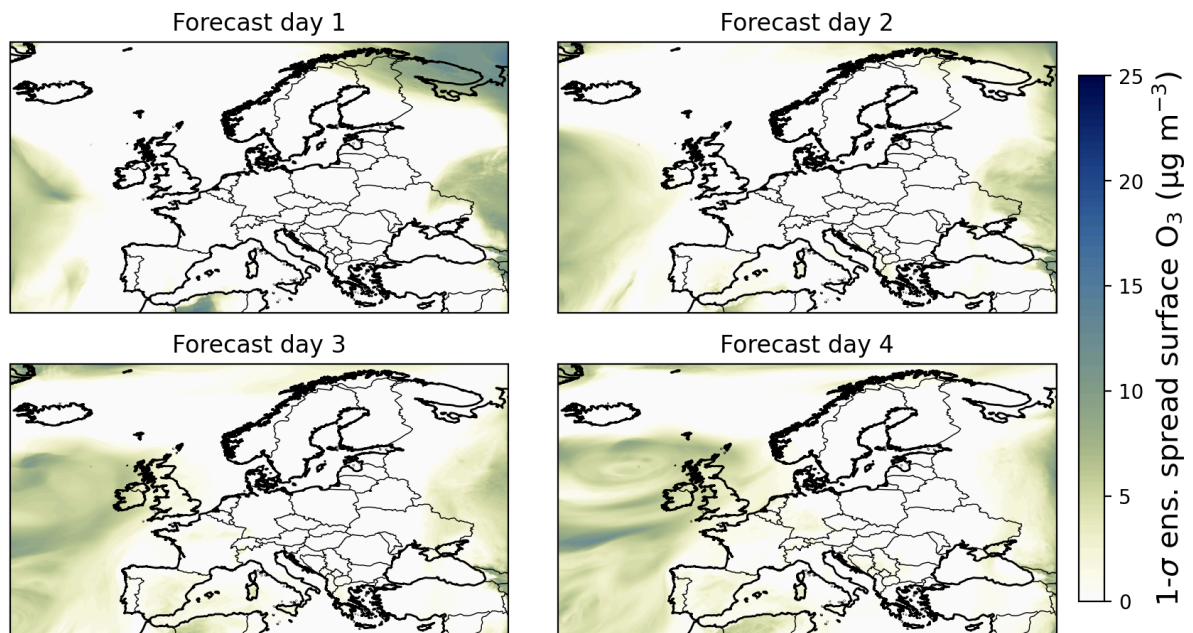 Forecast day 1
Forecast day 2
Forecast day 3
Forecast day 4
25
20
15
10
5
0
1-σ ens. spread surface O₃ (µg m⁻³)